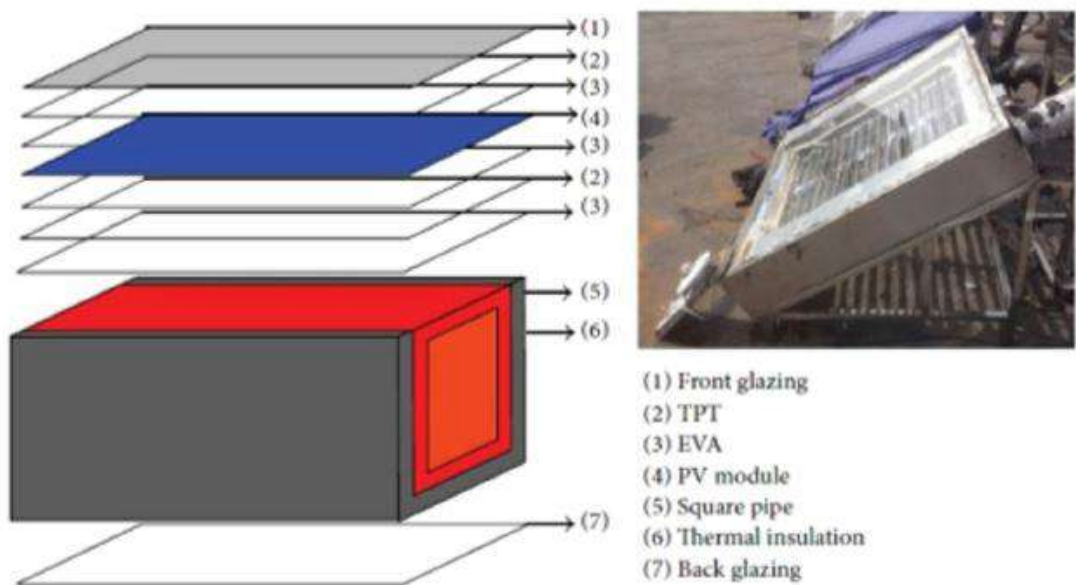 (1)
(2)
(3)
(4)
(3)
(2)
(3)
(5)
(6)
(7)
(1) Front glazing
(2) TPT
(3) EVA
(4) PV module
(5) Square pipe
(6) Thermal insulation
(7) Back glazing